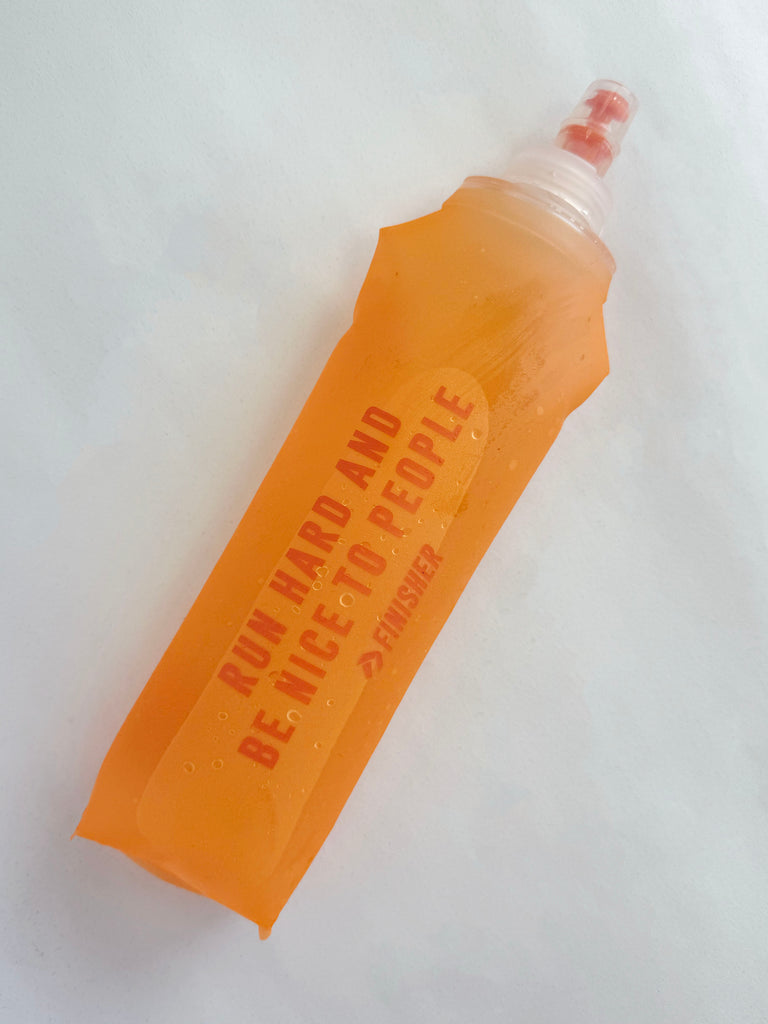 RUN HARD AND
BE NICE TO PEOPLE
FINISHER